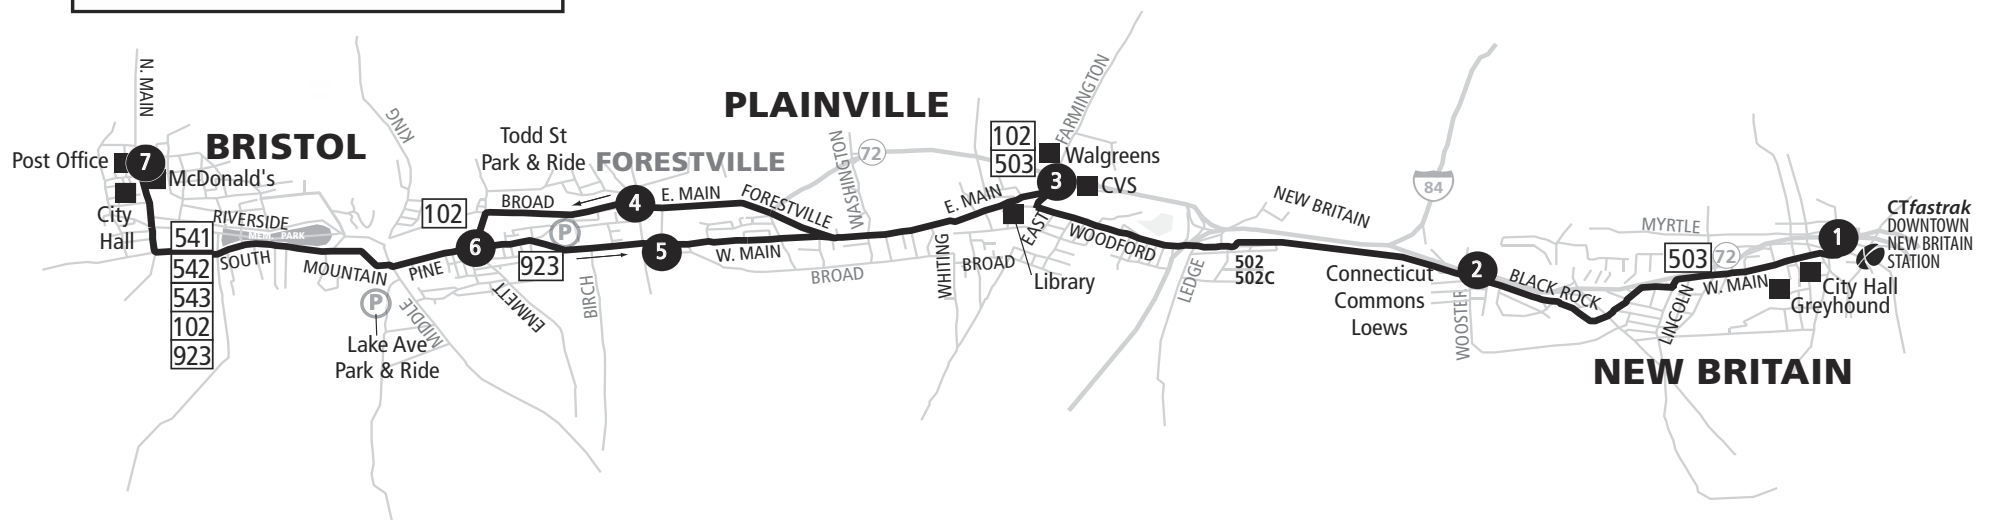 N. MAIN
Post Office
7
BRISTOL
McDonald's
City
Hall
RIVERSIDE
MEM PARK
541
542
543
102
923
SOUTH
MOUNTAIN
KING
PINE
P
Lake Ave
Park & Ride
MIDDLE
102
6
BROAD
Todd St
Park & Ride
FORESTVILLE
4
E. MAIN
FORESTVILLE
P
923
5
W. MAIN
EMMETT
BIRCH
PLAINVILLE
WASHINGTON
72
BROAD
102
503
Walgreens
FARMINGTON
3
CVS
E. MAIN
EAST
WHITING
BROAD
Library
WOODFORD
LEDGE
502
502C
NEW BRITAIN
84
Connecticut
Commons
Loews
2
WOOSTER
BLACK ROCK
MYRTLE
503
72
LINCOLN
W. MAIN
1
CTfastrak
DOWNTOWN
NEW BRITAIN
STATION
City Hall
Greyhound
NEW BRITAIN